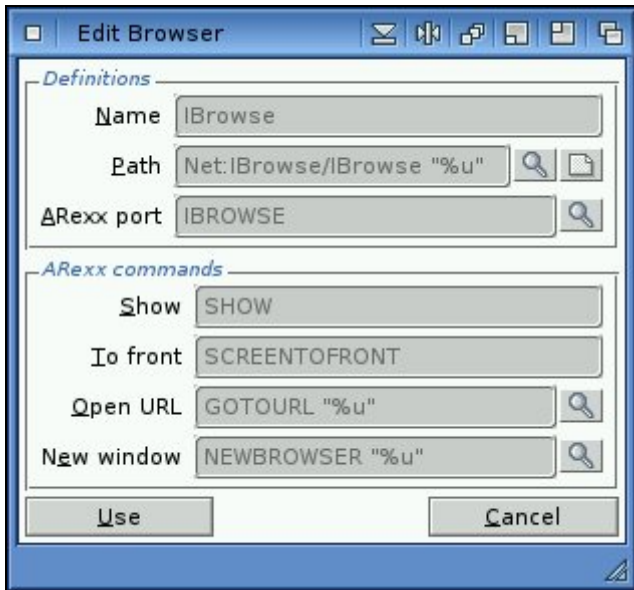 Edit Browser
Definitions
Name IBrowse
Path Net:IBrowse/IBrowse "%u"
ARexx port IBROWSE
ARexx commands
Show SHOW
To front SCREENTOFRONT
Open URL GOTOURL "%u"
New window NEWBROWSER "%u"
Use Cancel